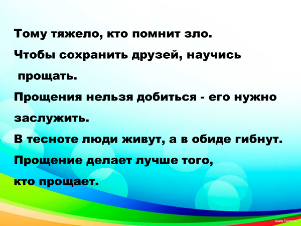 Тому тяжело, кто помнит зло.
Чтобы сохранить друзей, научись
прощать.
Прощения нельзя добиться - его нужно
заслужить.
В тесноте люди живут, а в обиде гибнут.
Прощение делает лучше того,
кто прощает.